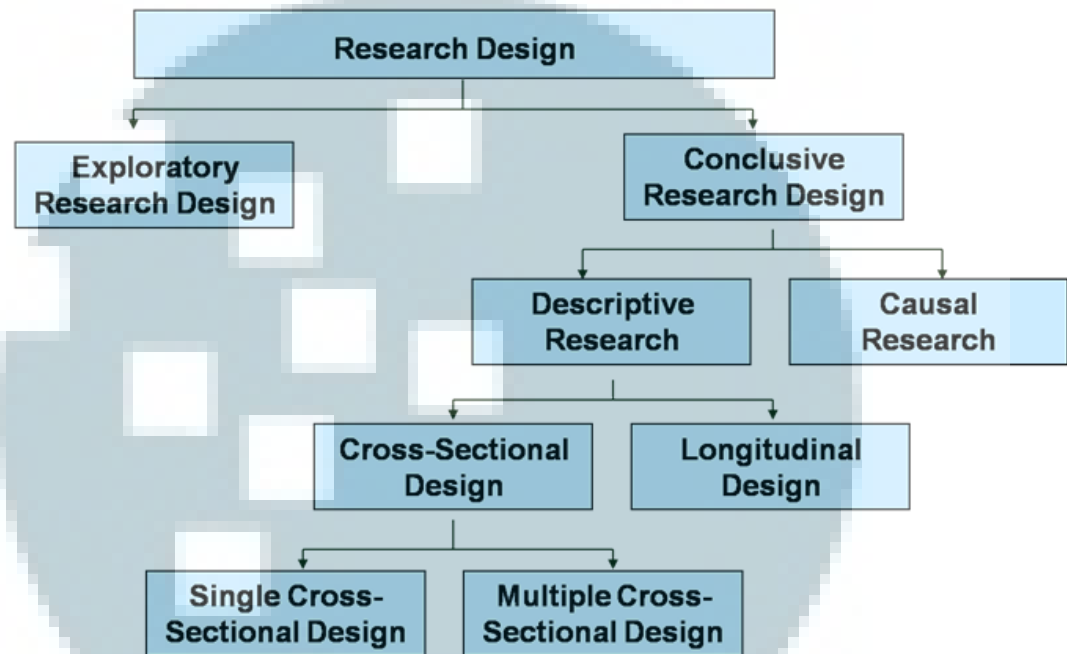 Research Design
Exploratory
Research Design
Conclusive
Research Design
Descriptive
Research
Causal
Research
Cross-Sectional
Design
Longitudinal
Design
Single Cross-
Sectional Design
Multiple Cross-
Sectional Design